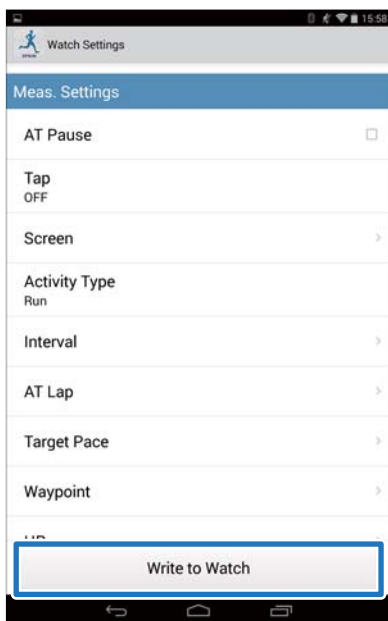 15:58
Watch Settings
Meas. Settings
AT Pause
Tap
OFF
Screen
Activity Type
Run
Interval
AT Lap
Target Pace
Waypoint
Write to Watch